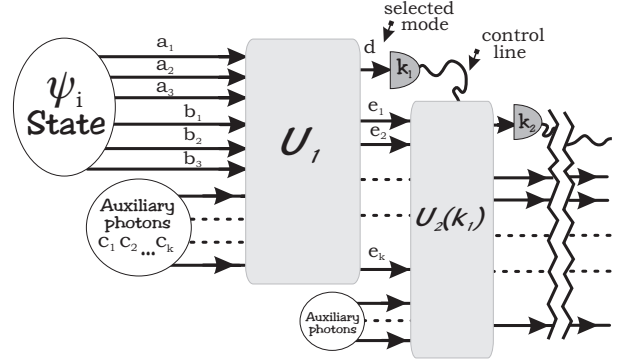 selected
mode
control
line
a₁
a₂
a₃
b₁
b₂
b₃
ψᵢ
State
U₁
d
k₁
e₁
e₂
eₖ
k₂
U₂(k₁)
Auxiliary
photons
c₁ c₂ ... cₖ
Auxiliary
photons